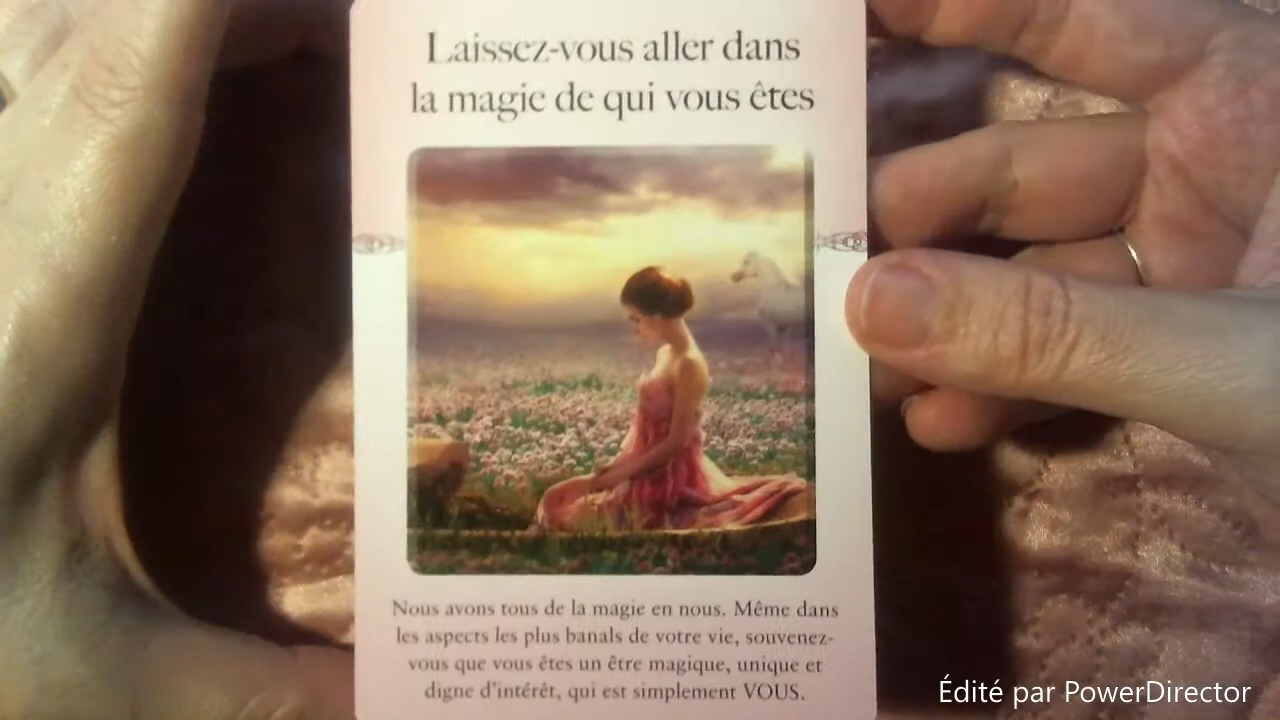 Laissez-vous aller dans
la magie de qui vous êtes
Nous avons tous de la magie en nous. Même dans
les aspects les plus banals de votre vie, souvenez-
vous que vous êtes un être magique, unique et
digne d'intérêt, qui est simplement VOUS.
Édité par PowerDirector